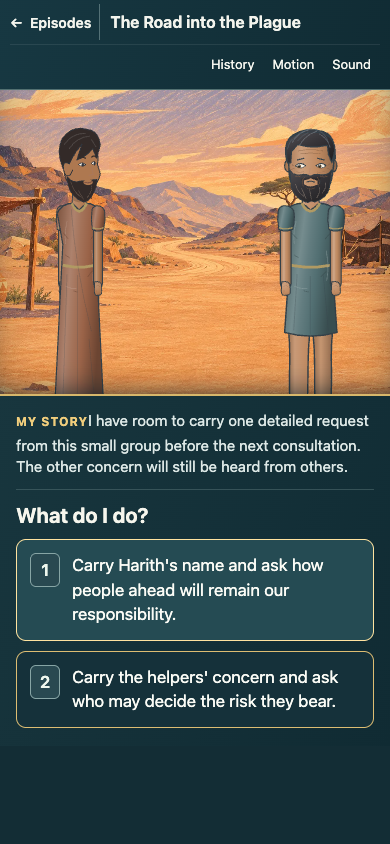 ← Episodes
The Road into the Plague
History Motion Sound
MY STORY I have room to carry one detailed request
from this small group before the next consultation.
The other concern will still be heard from others.
What do I do?
1
Carry Harith's name and ask how
people ahead will remain our
responsibility.
2
Carry the helpers' concern and ask
who may decide the risk they bear.